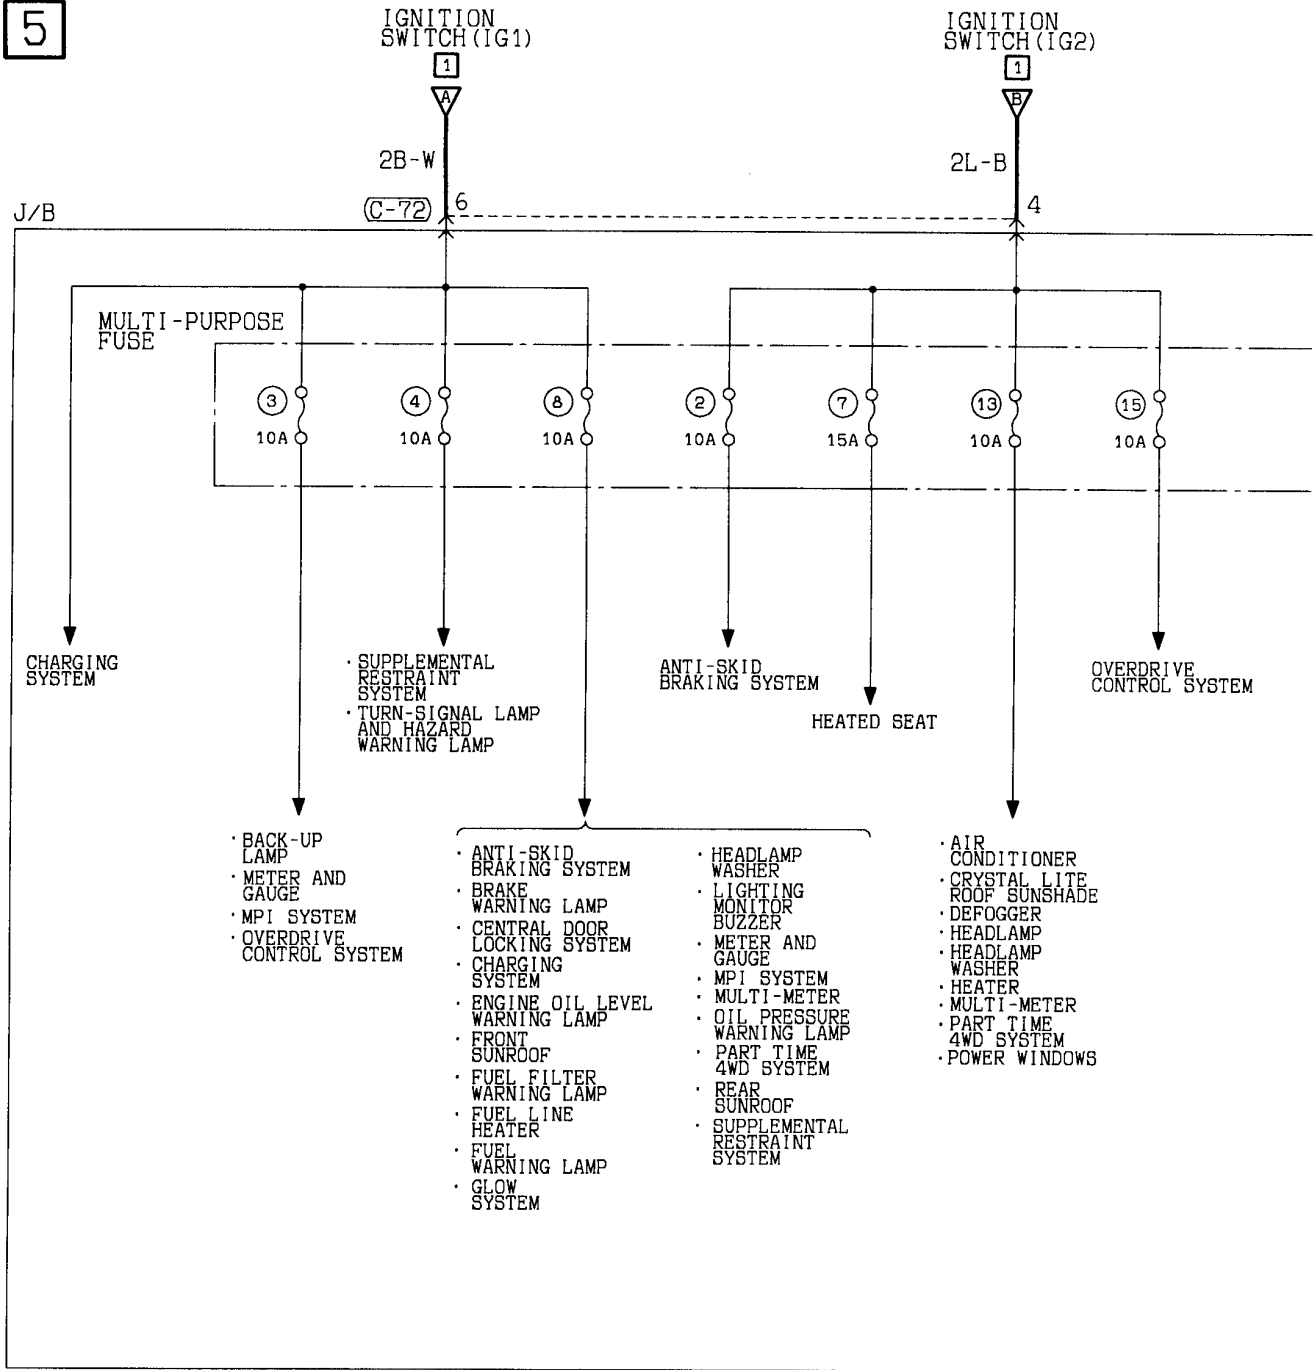 5
IGNITION
SWITCH(IG1)
1
A
2B-W
C-72
6
IGNITION
SWITCH(IG2)
1
B
2L-B
4
J/B
MULTI-PURPOSE
FUSE
3
10A
4
10A
8
10A
2
10A
7
15A
13
10A
15
10A
CHARGING
SYSTEM
· SUPPLEMENTAL
RESTRAINT
SYSTEM
· TURN-SIGNAL LAMP
AND HAZARD
WARNING LAMP
ANTI-SKID
BRAKING SYSTEM
HEATED SEAT
OVERDRIVE
CONTROL SYSTEM
· BACK-UP
LAMP
· METER AND
GAUGE
· MPI SYSTEM
· OVERDRIVE
CONTROL SYSTEM
· ANTI-SKID
BRAKING SYSTEM
· BRAKE
WARNING LAMP
· CENTRAL DOOR
LOCKING SYSTEM
· CHARGING
SYSTEM
· ENGINE OIL LEVEL
WARNING LAMP
· FRONT
SUNROOF
· FUEL FILTER
WARNING LAMP
· FUEL LINE
HEATER
· FUEL
WARNING LAMP
· GLOW
SYSTEM
· HEADLAMP
WASHER
· LIGHTING
MONITOR
BUZZER
· METER AND
GAUGE
· MPI SYSTEM
· MULTI-METER
· OIL PRESSURE
WARNING LAMP
· PART TIME
4WD SYSTEM
· REAR
SUNROOF
· SUPPLEMENTAL
RESTRAINT
SYSTEM
· AIR
CONDITIONER
· CRYSTAL LITE
ROOF SUNSHADE
· DEFOGGER
· HEADLAMP
· HEADLAMP
WASHER
· HEATER
· MULTI-METER
· PART TIME
4WD SYSTEM
· POWER WINDOWS